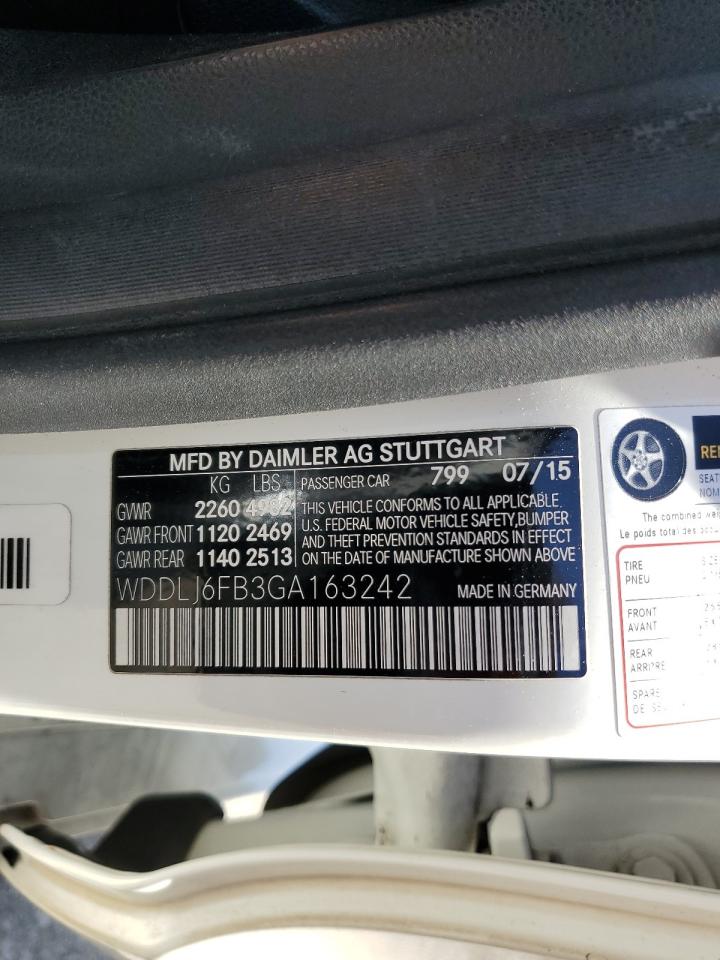 MFD BY DAIMLER AG STUTTGART
KG LBS PASSENGER CAR 799 07/15
GVWR 2260 4982
GAWR FRONT 1120 2469
GAWR REAR 1140 2513
THIS VEHICLE CONFORMS TO ALL APPLICABLE.
U.S. FEDERAL MOTOR VEHICLE SAFETY,BUMPER
AND THEFT PREVENTION STANDARDS IN EFFECT
ON THE DATE OF MANUFACTURE SHOWN ABOVE
WDDLJ6FB3GA163242 MADE IN GERMANY
The combined
Le poids total des
TIRE
PNEU
FRONT
AVANT
REAR
ARRIÈRE
SPARE